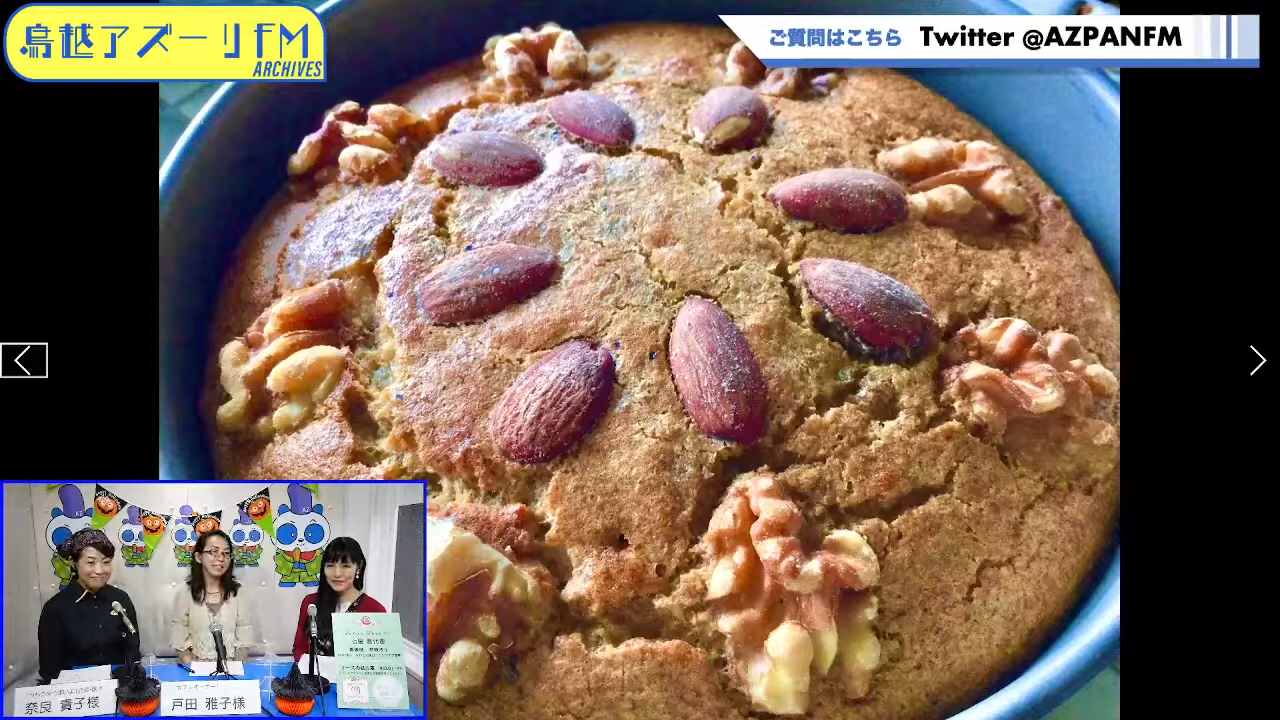 鳥越アズーリFM
ARCHIVES
ご質問はこちら Twitter @AZPANFM
奈良 貴子様
カフェオーナー
戸田 雅子様